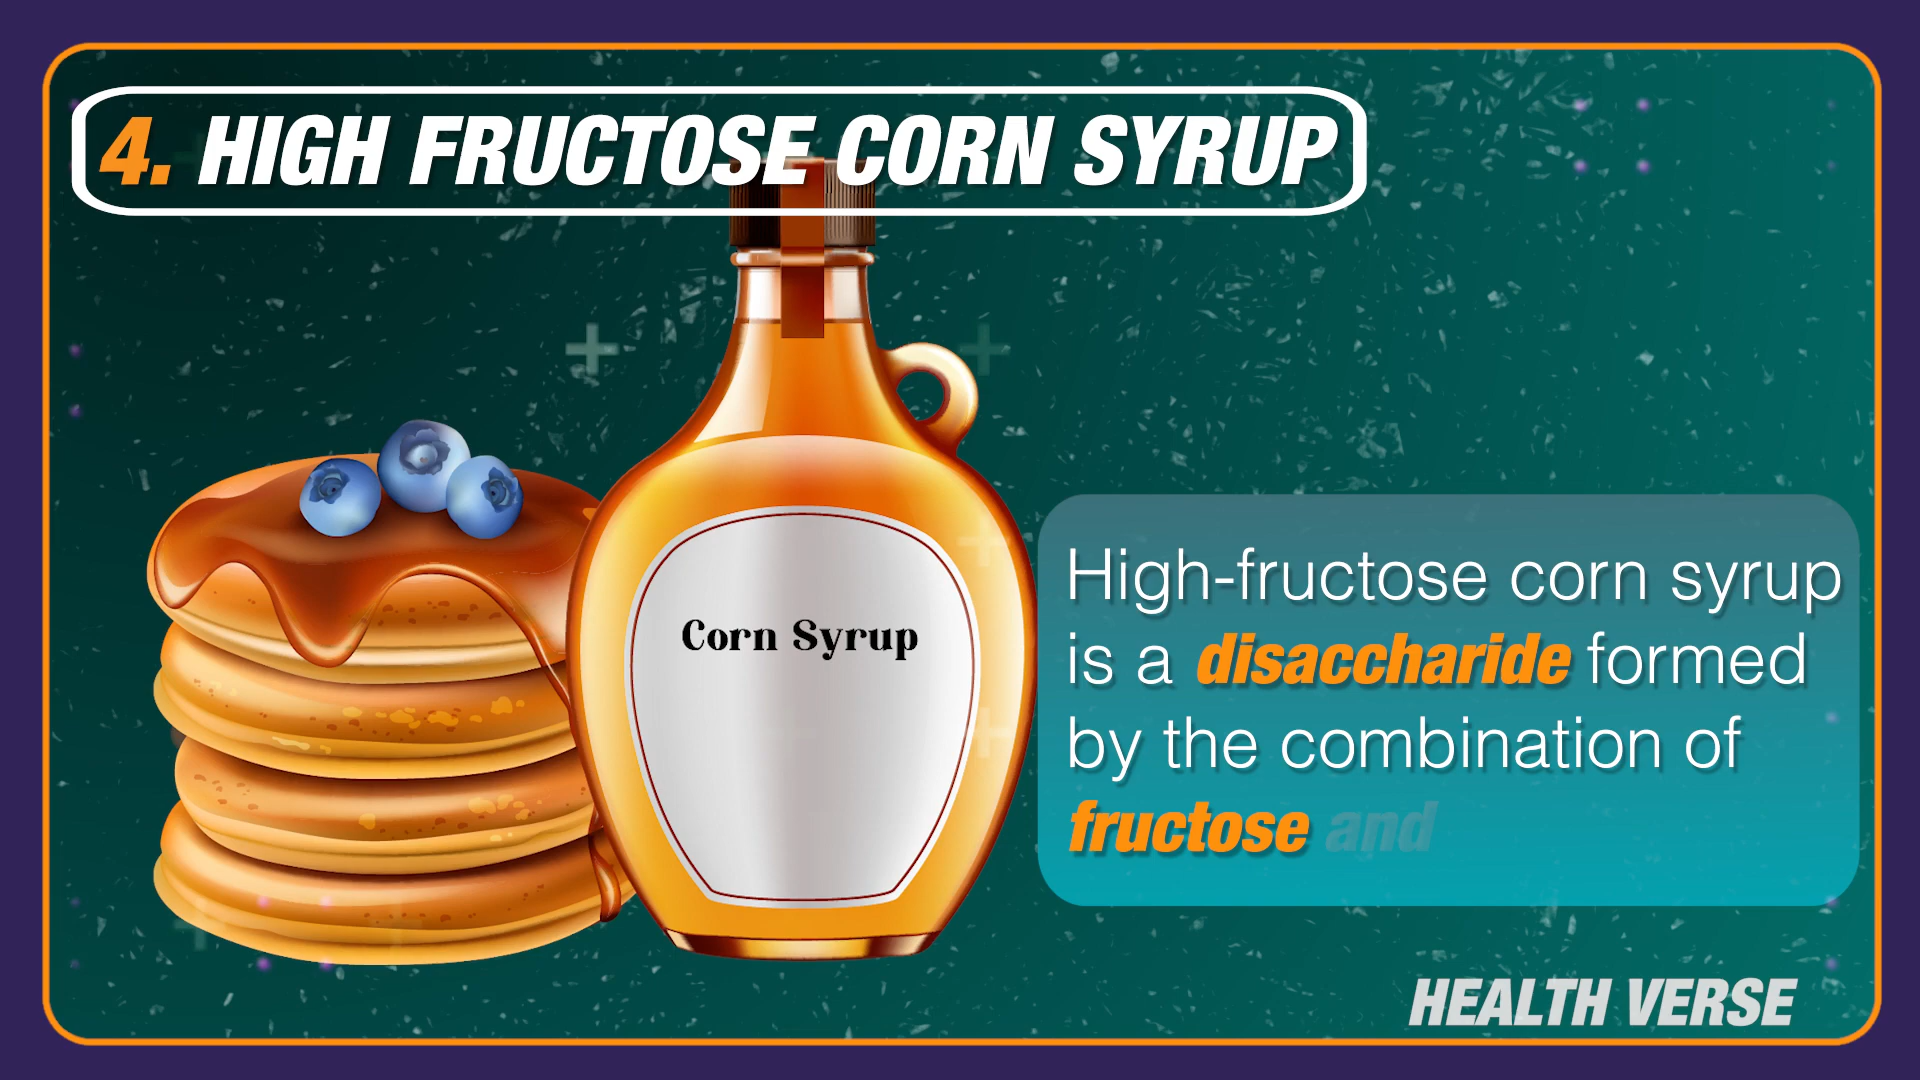 4. HIGH FRUCTOSE CORN SYRUP
Corn Syrup
High-fructose corn syrup
is a disaccharide formed
by the combination of
fructose and
HEALTH VERSE